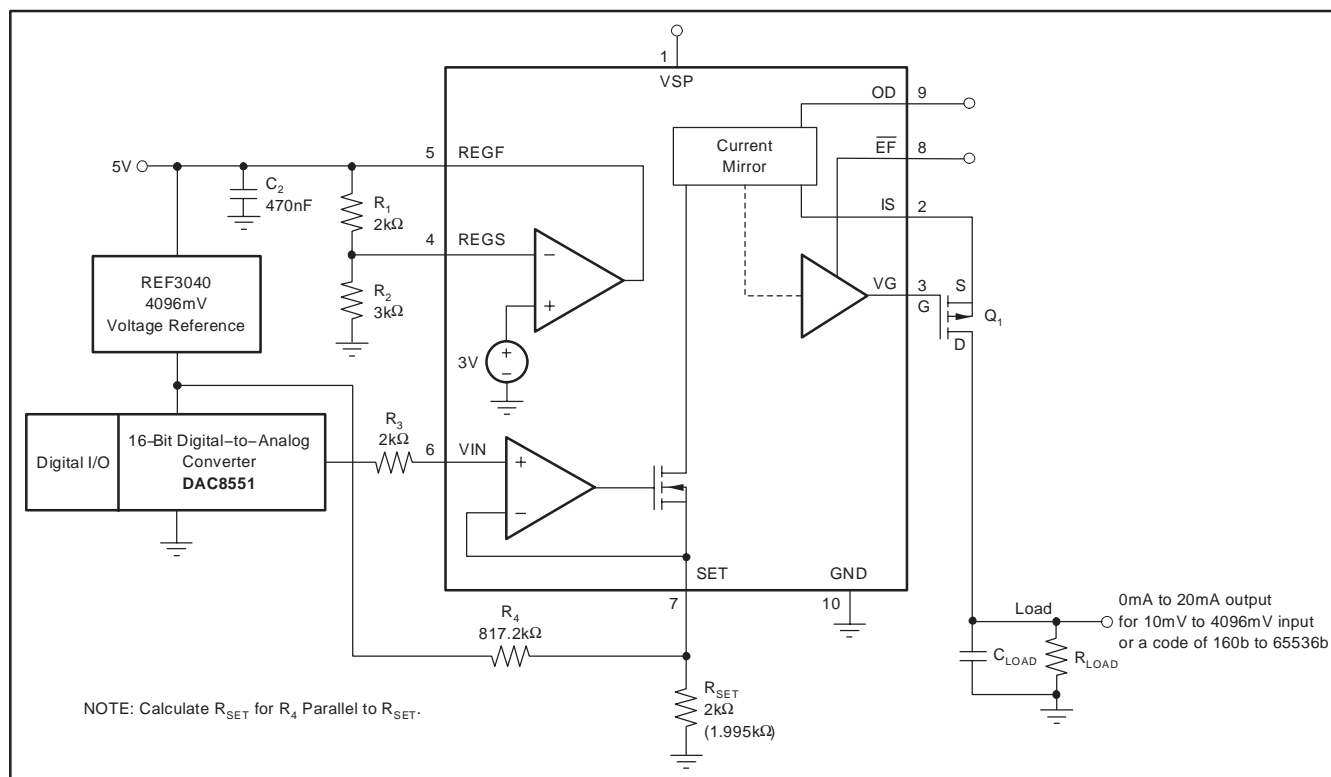 1
VSP
OD
9
Current
Mirror
EF
8
5V
5
REGF
C2
470nF
R1
2kΩ
IS
2
4
REGS
−
+
REF3040
4096mV
Voltage Reference
R2
3kΩ
VG
3
G
S
Q1
D
3V
+
−
Digital I/O
16–Bit Digital–to–Analog
Converter
DAC8551
R3
2kΩ
6
VIN
+
−
SET
GND
7
10
R4
817.2kΩ
Load
0mA to 20mA output
for 10mV to 4096mV input
or a code of 160b to 65536b
CLOAD
RLOAD
RSET
2kΩ
(1.995kΩ)
NOTE: Calculate RSET for R4 Parallel to RSET.